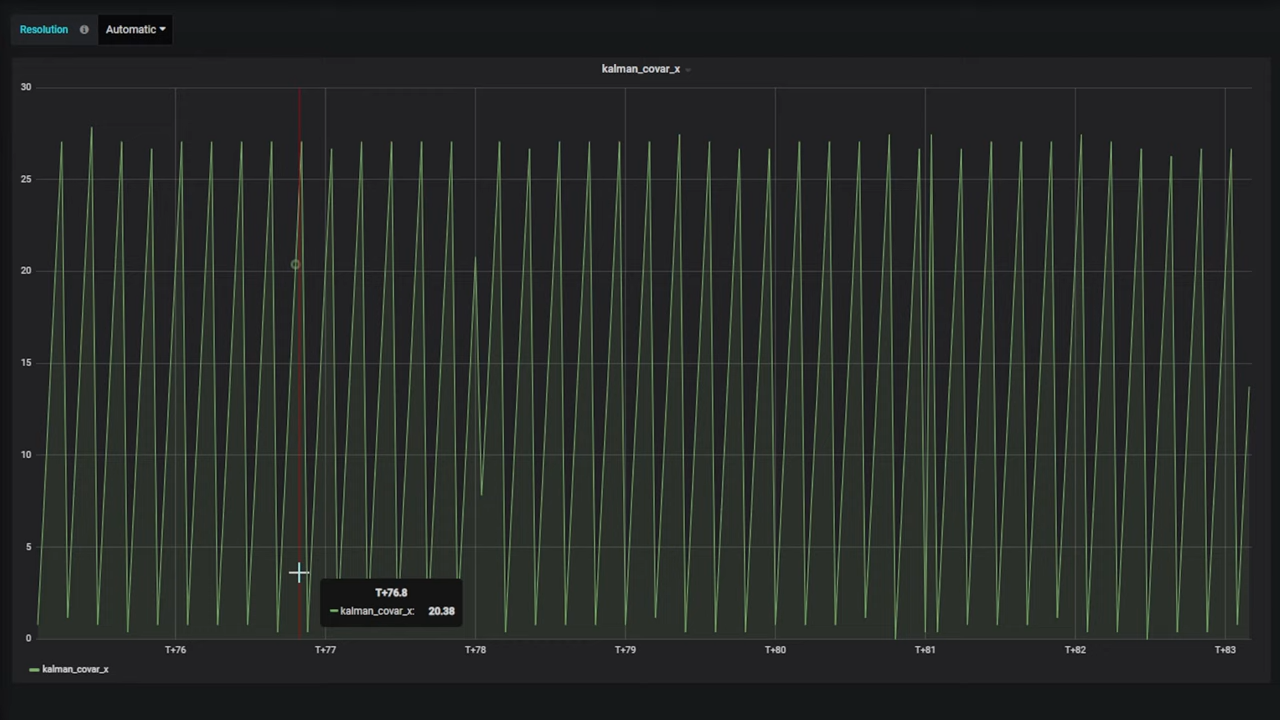 Resolution Automatic
kalman_covar_x
30
25
20
15
10
5
0
T+76.8
kalman_covar_x: 20.38
T+76 T+77 T+78 T+79 T+80 T+81 T+82 T+83
kalman_covar_x